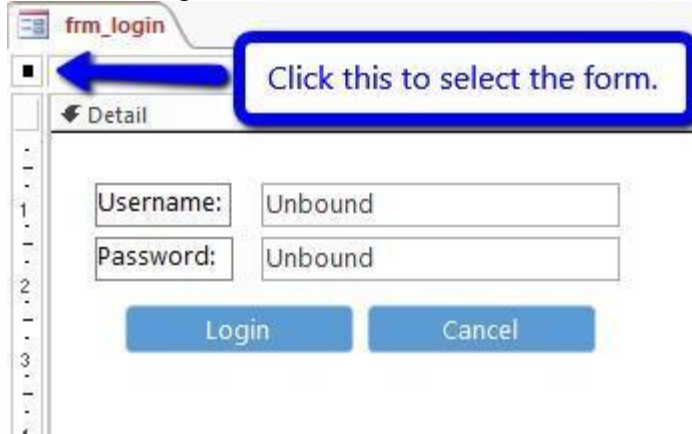 frm_login
Click this to select the form.
Detail
Username: Unbound
1
Password: Unbound
2
Login Cancel
3